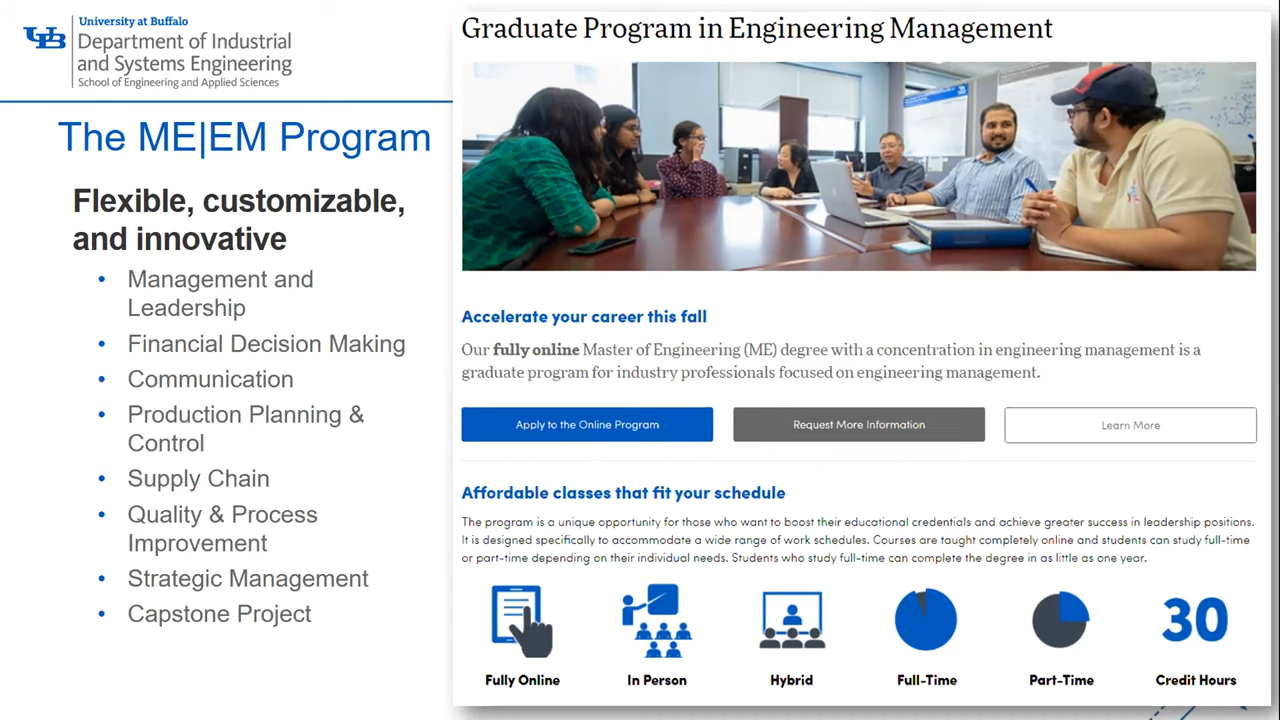 UB
University at Buffalo
Department of Industrial
and Systems Engineering
School of Engineering and Applied Sciences
The ME|EM Program
Flexible, customizable,
and innovative
• Management and
Leadership
• Financial Decision Making
• Communication
• Production Planning &
Control
• Supply Chain
• Quality & Process
Improvement
• Strategic Management
• Capstone Project
Graduate Program in Engineering Management
Accelerate your career this fall
Our fully online Master of Engineering (ME) degree with a concentration in engineering management is a
graduate program for industry professionals focused on engineering management.
Apply to the Online Program
Request More Information
Learn More
Affordable classes that fit your schedule
The program is a unique opportunity for those who want to boost their educational credentials and achieve greater success in leadership positions.
It is designed specifically to accommodate a wide range of work schedules. Courses are taught completely online and students can study full-time
or part-time depending on their individual needs. Students who study full-time can complete the degree in as little as one year.
30
Fully Online
In Person
Hybrid
Full-Time
Part-Time
Credit Hours